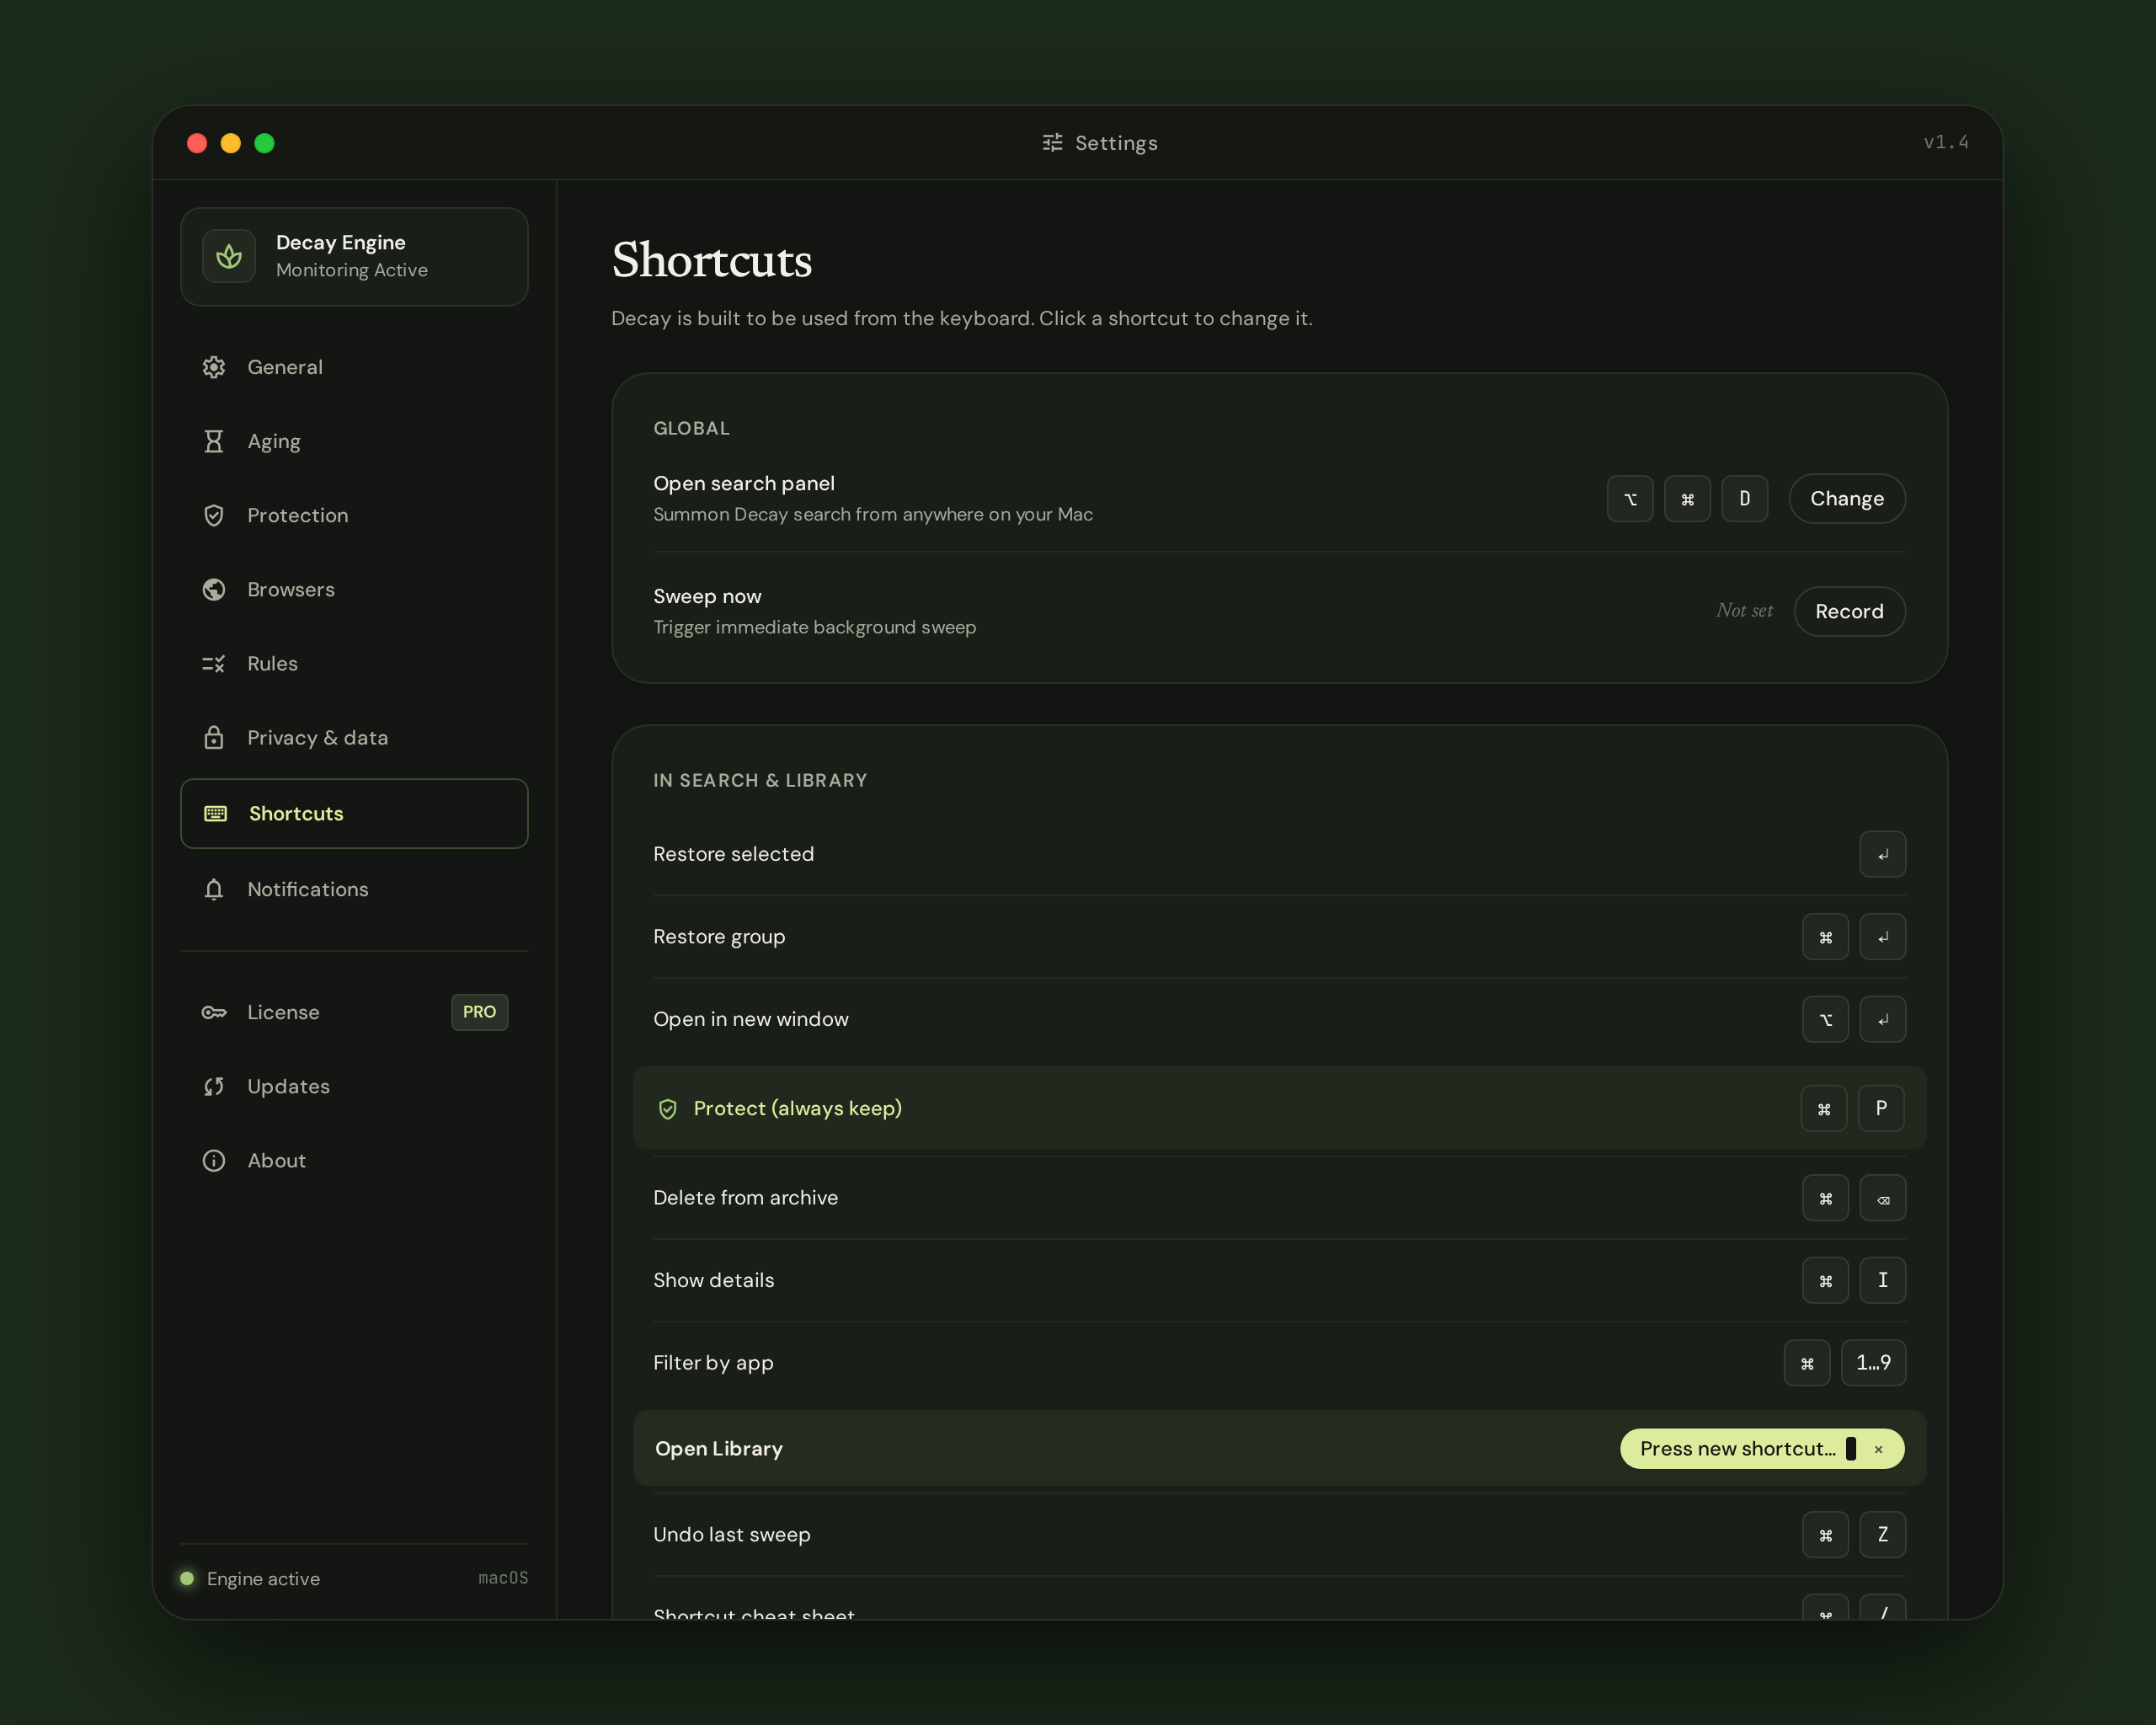 Settings
v1.4
Decay Engine
Monitoring Active
General
Aging
Protection
Browsers
Rules
Privacy & data
Shortcuts
Notifications
License PRO
Updates
About
Engine active macOS
Shortcuts
Decay is built to be used from the keyboard. Click a shortcut to change it.
GLOBAL
Open search panel
Summon Decay search from anywhere on your Mac
⌥ ⌘ D Change
Sweep now
Trigger immediate background sweep
Not set Record
IN SEARCH & LIBRARY
Restore selected ↲
Restore group ⌘ ↲
Open in new window ⌥ ↲
Protect (always keep) ⌘ P
Delete from archive ⌘ ⌫
Show details ⌘ I
Filter by app ⌘ 1…9
Open Library Press new shortcut… ×
Undo last sweep ⌘ Z
Shortcut cheat sheet ⌘ /